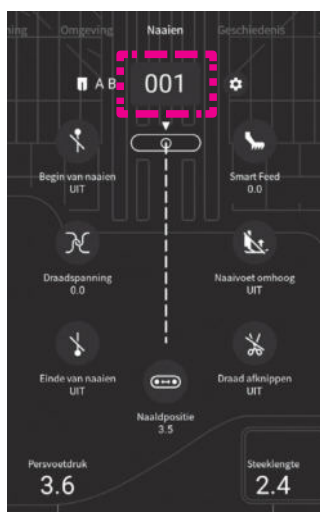 Omgeving Naaien Geschiedenis
A B 001
Begin van naaien
UIT
Smart Feed
0.0
Draadspanning
0.0
Naaivoet omhoog
UIT
Einde van naaien
UIT
Draad afknippen
UIT
Naaldpositie
3.5
Persvoetdruk
3.6
Steeklengte
2.4